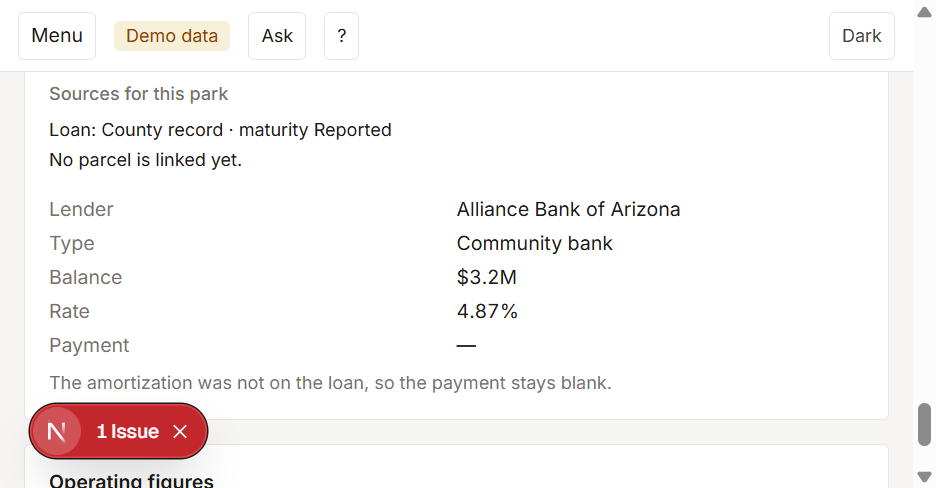 Menu Demo data Ask ? Dark
Sources for this park
Loan: County record · maturity Reported
No parcel is linked yet.
Lender Alliance Bank of Arizona
Type Community bank
Balance $3.2M
Rate 4.87%
Payment —
The amortization was not on the loan, so the payment stays blank.
N 1 Issue
Operating figures